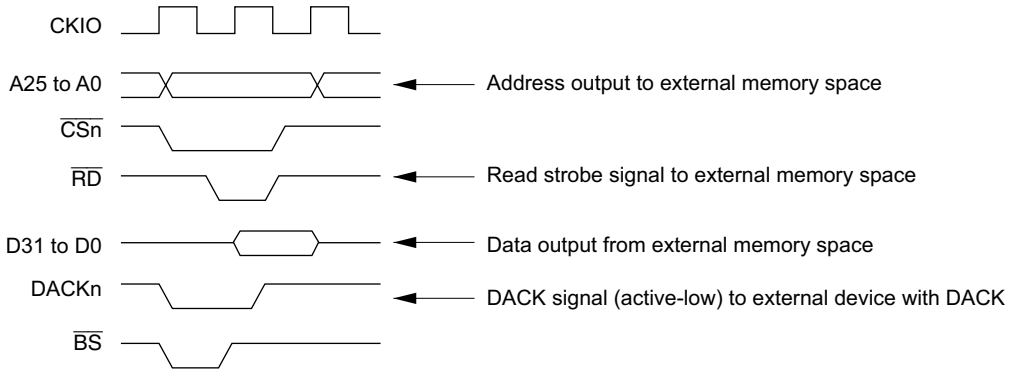 CKIO
A25 to A0
Address output to external memory space
CSn
RD
Read strobe signal to external memory space
D31 to D0
Data output from external memory space
DACKn
DACK signal (active-low) to external device with DACK
BS